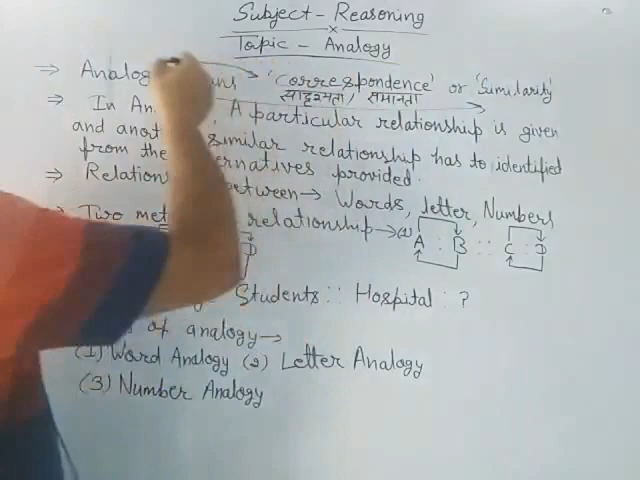 Subject - Reasoning
×
Topic - Analogy
⇒ Analog 'Correspondence' or 'Similarity'
सादृश्यता, समानता
⇒ In An A particular relationship is given
and anot similar relationship has to identified
from the provided.
⇒ Relation between → Words, letter, Numbers
Two met relationship → A : B :: C : D
D
Students :: Hospital : ?
of analogy →
(1) Word Analogy (2) Letter Analogy
(3) Number Analogy